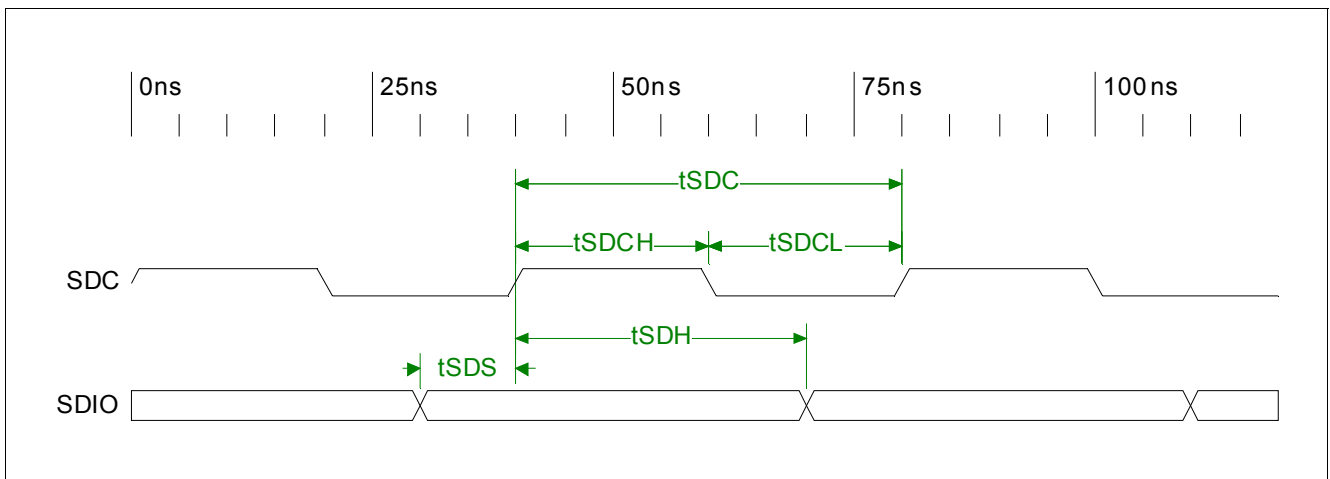 0ns 25ns 50ns 75ns 100ns
tSDC
tSDCH tSDCL
SDC
tSDH
tSDS
SDIO